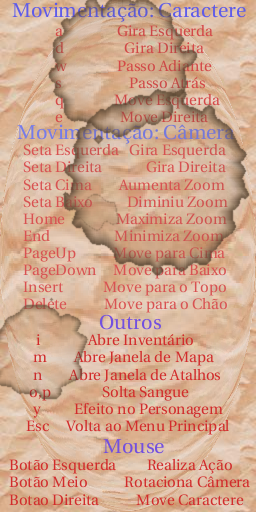 Movimentação: Caractere
a Gira Esquerda
d Gira Direita
w Passo Adiante
s Passo Atrás
q Move Esquerda
e Move Direita
Movimentação: Câmera
Seta Esquerda Gira Esquerda
Seta Direita Gira Direita
Seta Cima Aumenta Zoom
Seta Baixo Diminiu Zoom
Home Maximiza Zoom
End Minimiza Zoom
PageUp Move para Cima
PageDown Move para Baixo
Insert Move para o Topo
Delete Move para o Chão
Outros
i Abre Inventário
m Abre Janela de Mapa
n Abre Janela de Atalhos
o,p Solta Sangue
y Efeito no Personagem
Esc Volta ao Menu Principal
Mouse
Botão Esquerda Realiza Ação
Botão Meio Rotaciona Câmera
Botao Direita Move Caractere